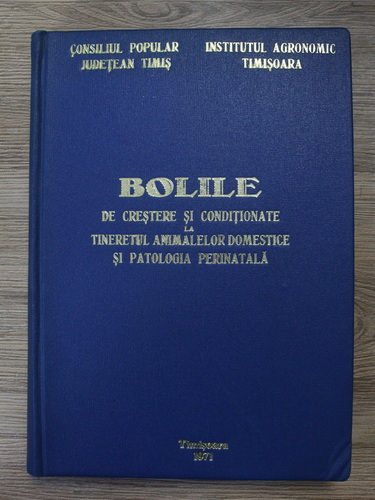 CONSILIUL POPULAR
JUDEȚEAN TIMIȘ
INSTITUTUL AGRONOMIC
TIMIȘOARA
BOLILE
DE CREȘTERE ȘI CONDIȚIONATE
LA
TINERETUL ANIMALELOR DOMESTICE
ȘI PATOLOGIA PERINATALĂ
Timișoara
1971